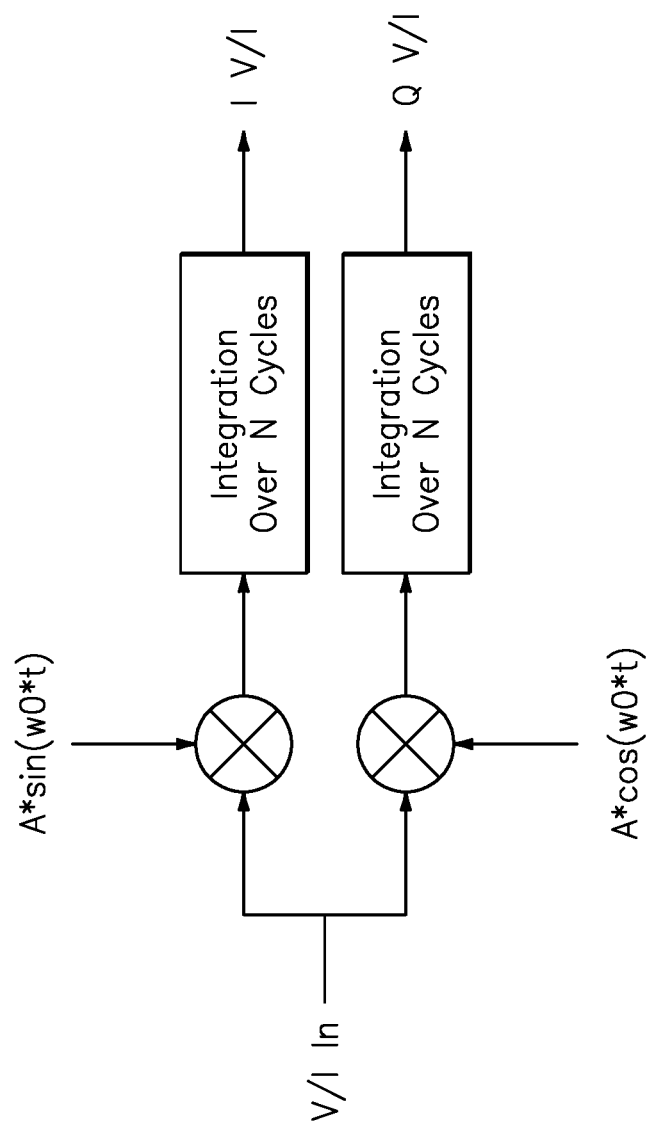 A*sin(w0*t)
V/I In
Integration
Over N Cycles
I V/I
Integration
Over N Cycles
Q V/I
A*cos(w0*t)